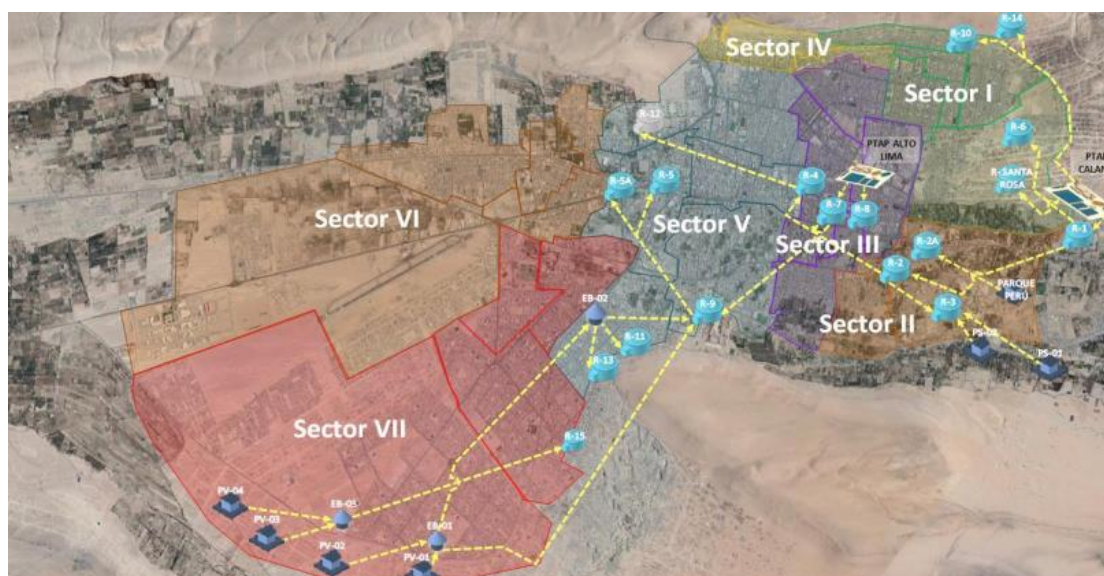 R-14
R-10
Sector IV
Sector I
R-12
R-6
PTAP ALTO
LIMA
PTAP
CALAN
R-5A
R-5
R-4
R-SANTA
ROSA
Sector VI
Sector V
R-7
R-8
R-1
Sector III
R-2A
R-2
PARQUE
PERÚ
EB-02
R-9
R-3
Sector II
R-11
R-13
PS-01
Sector VII
R-15
PV-04
EB-05
PV-03
EB-01
PV-02
PV-01